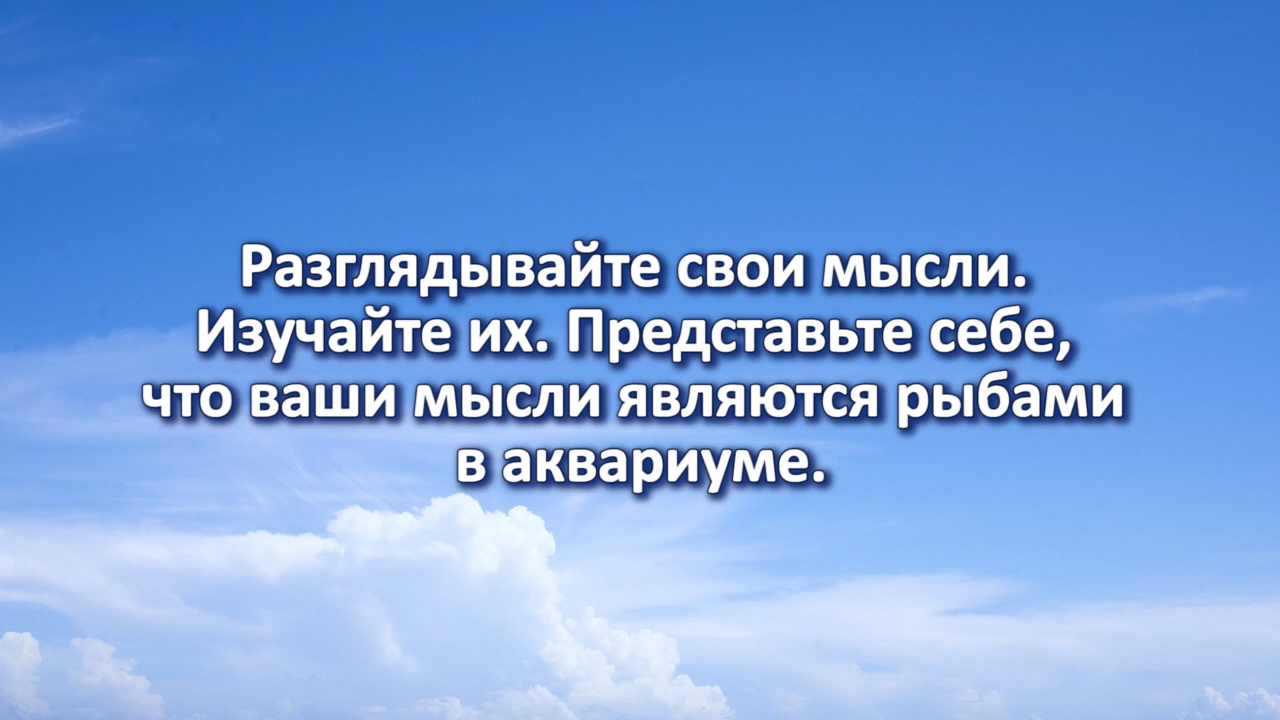 Разглядывайте свои мысли.
Изучайте их. Представьте себе,
что ваши мысли являются рыбами
в аквариуме.